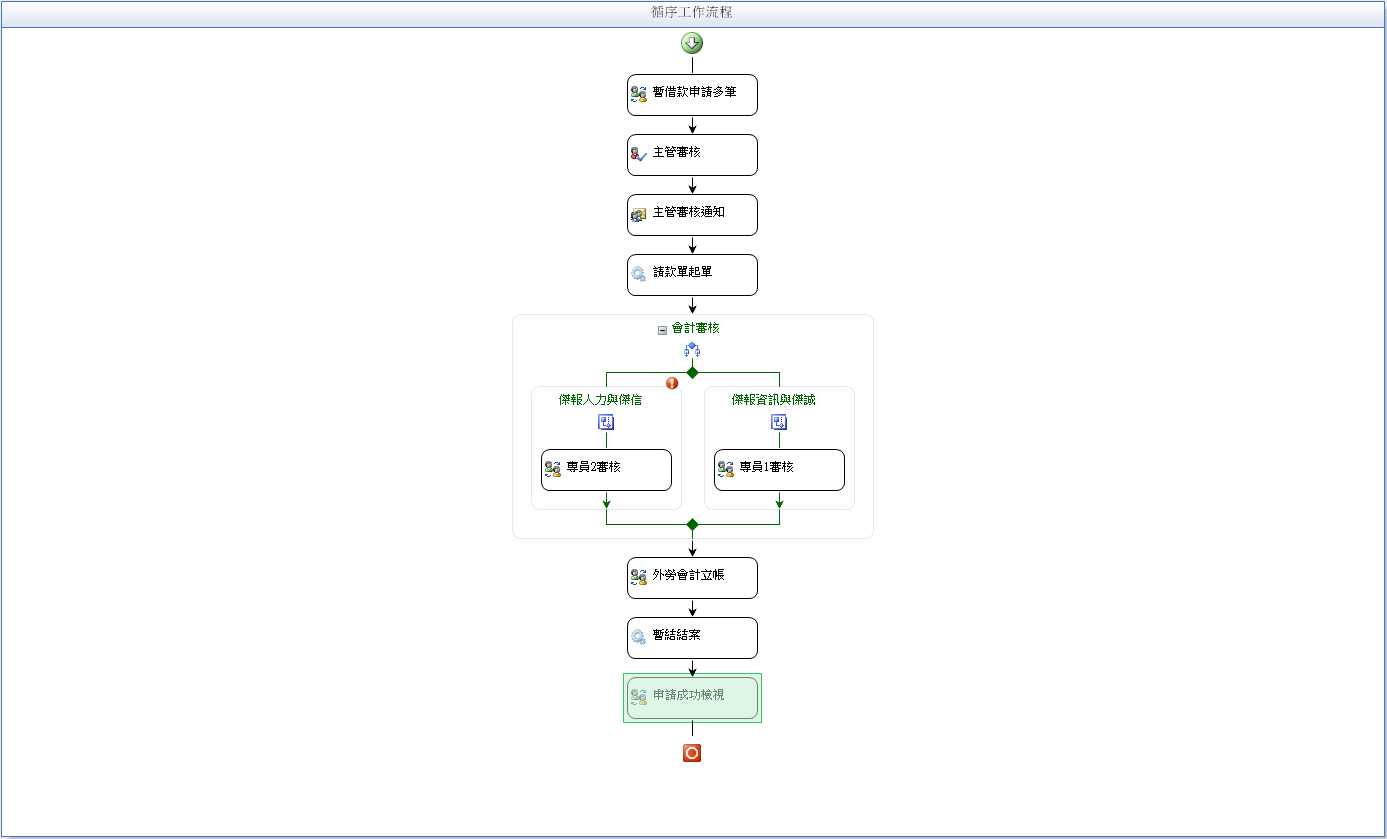 循序工作流程
暫借款申請多筆
主管審核
主管審核通知
請款單起單
會計審核
傑報人力與傑信
傑報資訊與傑誠
專員2審核
專員1審核
外勞會計立帳
暫結結案
申請成功檢視